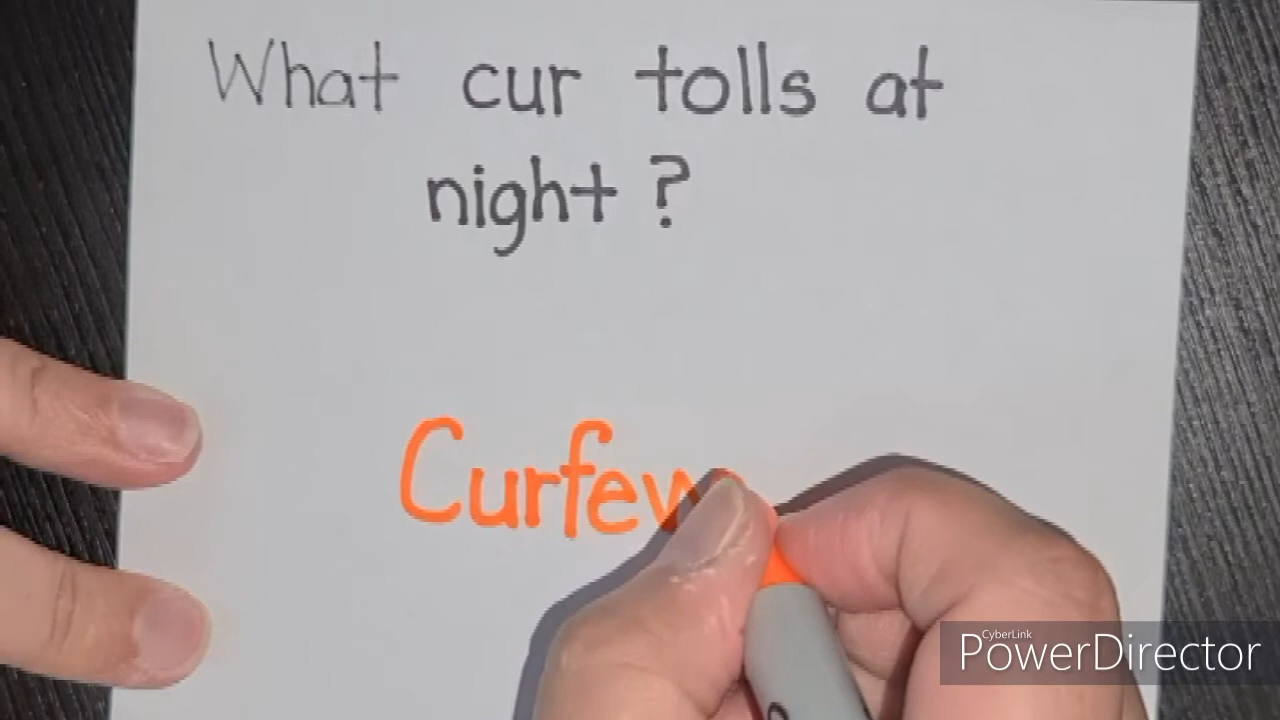 What cur tolls at
night?
Curfew
CyberLink
PowerDirector